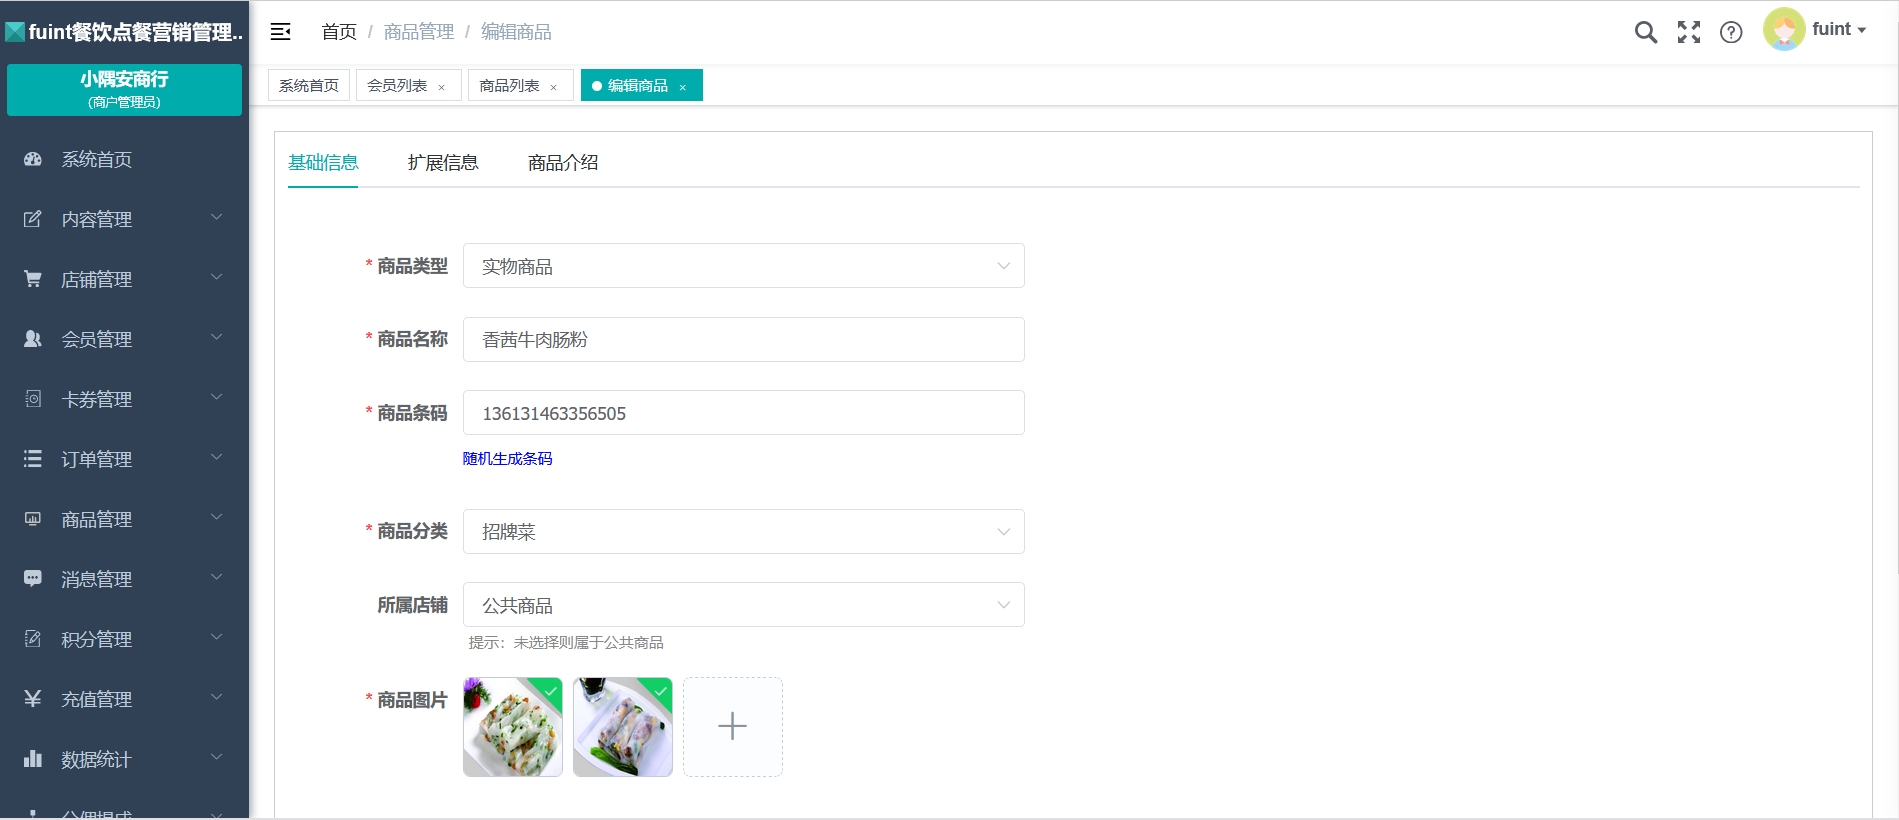 fuint餐饮点餐营销管理..
首页 / 商品管理 / 编辑商品
fuint
小隅安商行
(商户管理员)
系统首页
会员列表 ×
商品列表 ×
编辑商品 ×
系统首页
内容管理
店铺管理
会员管理
卡券管理
订单管理
商品管理
消息管理
积分管理
充值管理
数据统计
分佣提成
基础信息
扩展信息
商品介绍
* 商品类型
实物商品
* 商品名称
香茜牛肉肠粉
* 商品条码
136131463356505
随机生成条码
* 商品分类
招牌菜
所属店铺
公共商品
提示：未选择则属于公共商品
* 商品图片